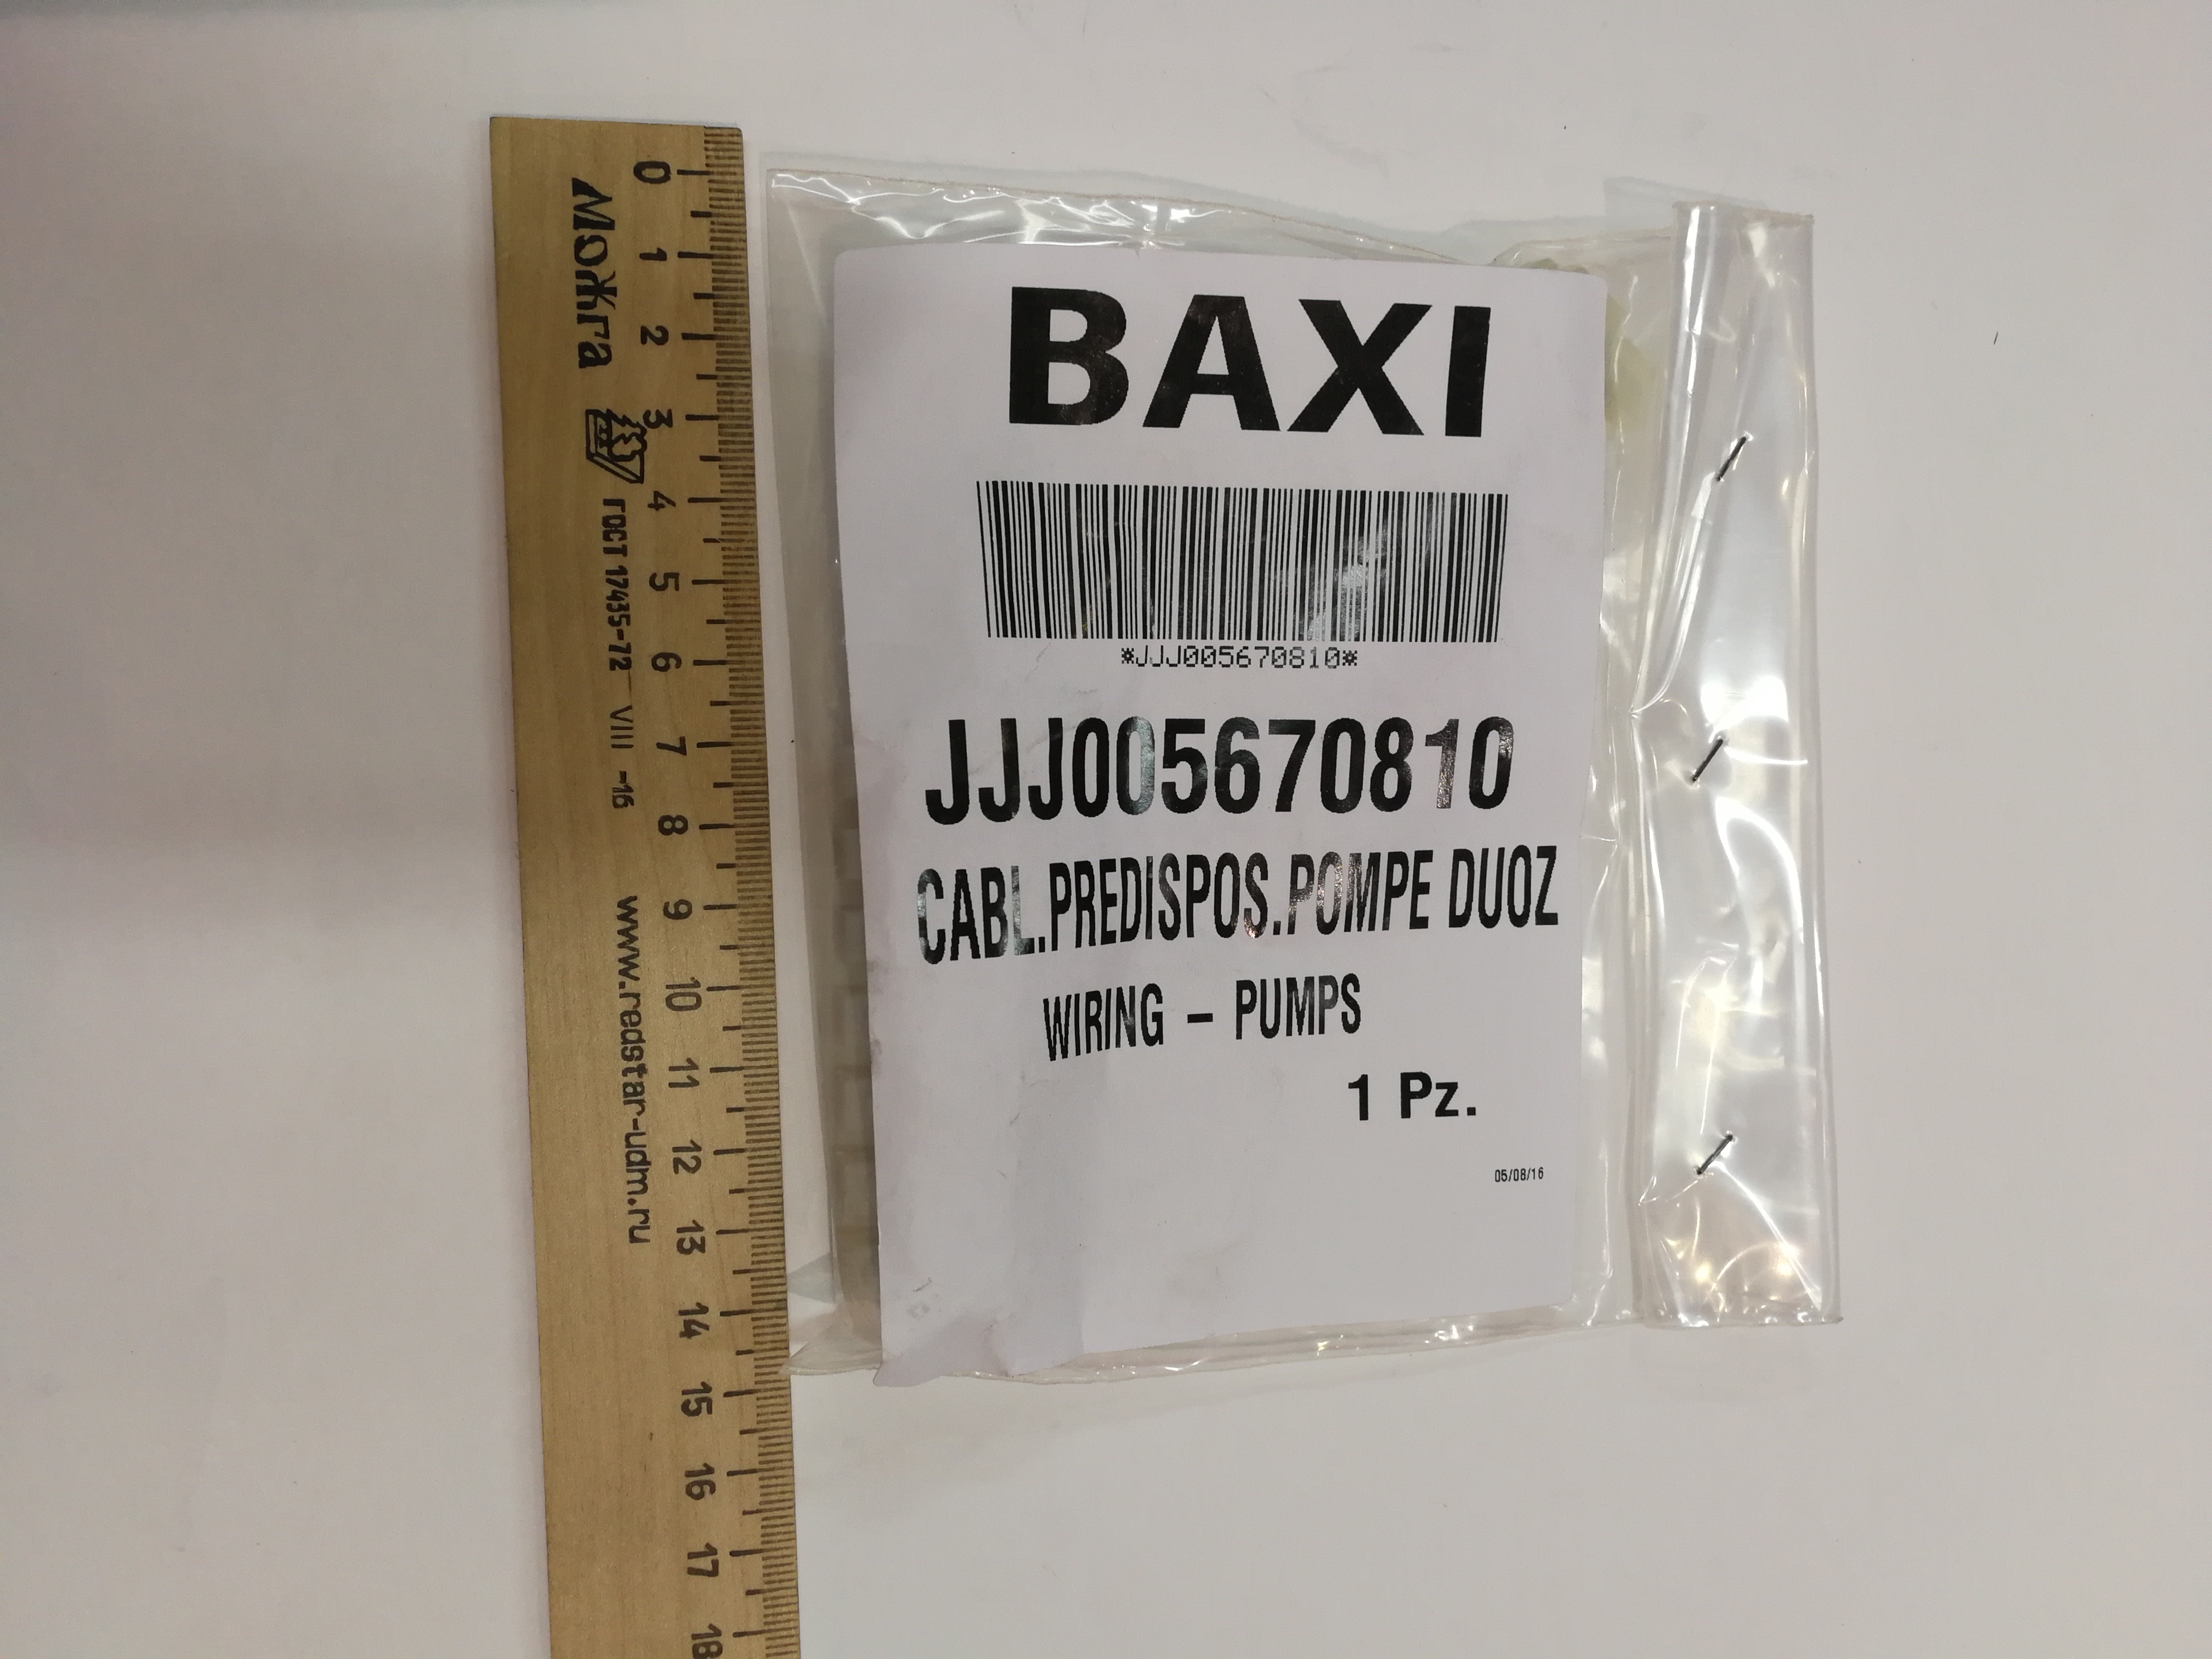 Можга
ГОСТ 17435-72 VIII -16
www.redstar-udm.ru
0 1 2 3 4 5 6 7 8 9 10 11 12 13 14 15 16 17 18
BAXI
*JJJ005670810*
JJJ005670810
CABL.PREDISPOS.POMPE DUOZ
WIRING – PUMPS
1 Pz.
05/08/16